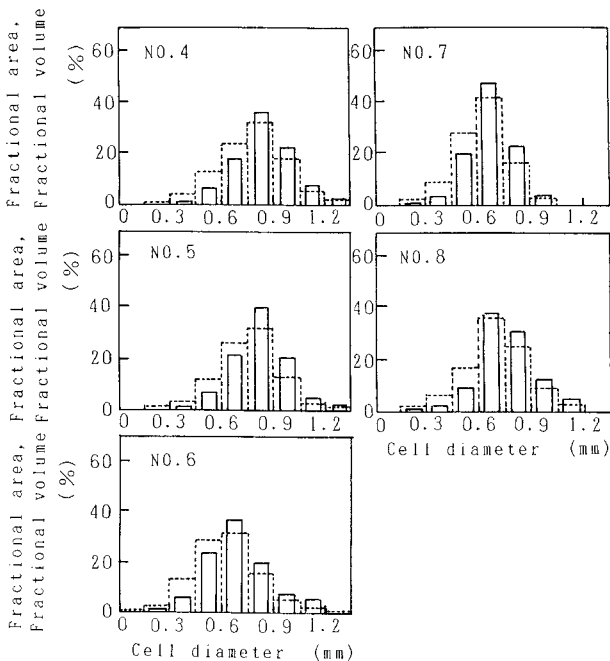 Fractional area,
Fractional volume
(%)
60
40
20
0
NO.4
0 0.3 0.6 0.9 1.2
60
40
20
0
NO.7
0 0.3 0.6 0.9 1.2
Fractional area,
Fractional volume
(%)
60
40
20
0
NO.5
0 0.3 0.6 0.9 1.2
60
40
20
0
NO.8
0 0.3 0.6 0.9 1.2
Cell diameter (mm)
Fractional area,
Fractional volume
(%)
60
40
20
0
NO.6
0 0.3 0.6 0.9 1.2
Cell diameter (mm)